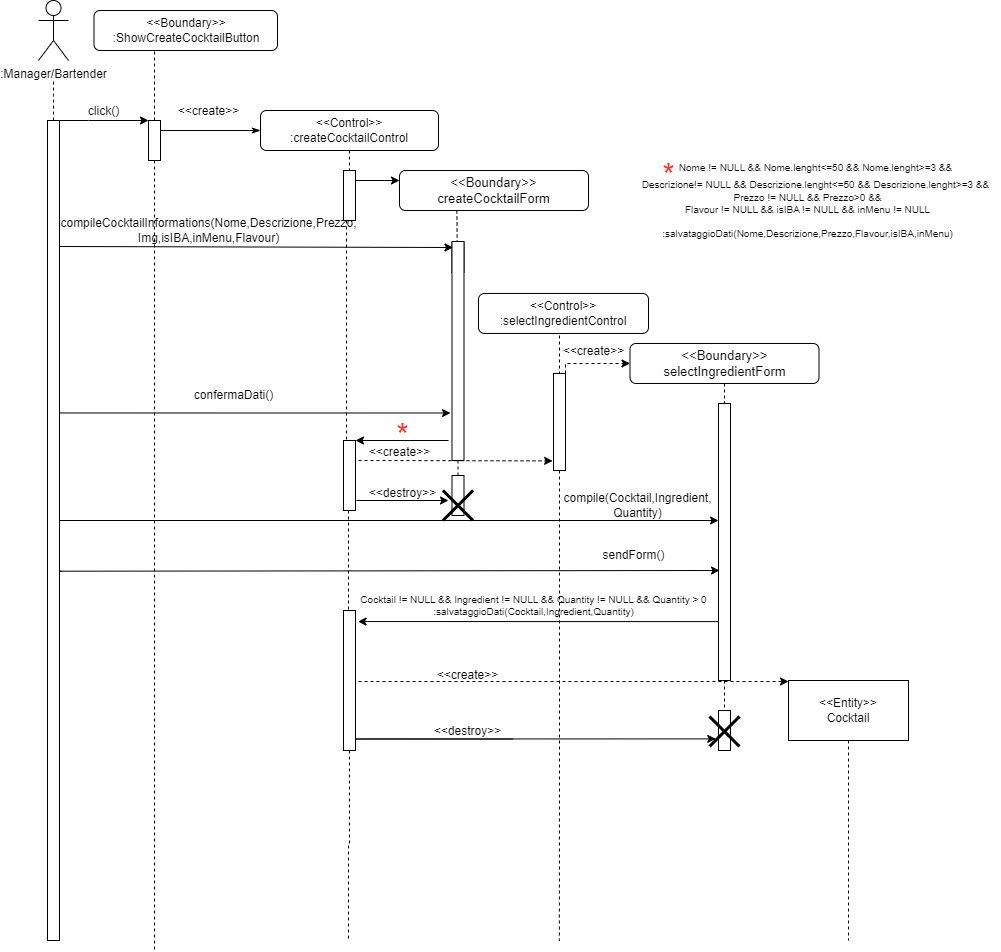 <<Boundary>>
:ShowCreateCocktailButton
:Manager/Bartender
click()
<<create>>
<<Control>>
:createCocktailControl
<<Boundary>>
createCocktailForm
* Nome != NULL && Nome.lenght<=50 && Nome.lenght>=3 &&
Descrizione!= NULL && Descrizione.lenght<=50 && Descrizione.lenght>=3 &&
Prezzo != NULL && Prezzo>0 &&
Flavour != NULL && isIBA != NULL && inMenu != NULL
:salvataggioDati(Nome,Descrizione,Prezzo,Flavour,isIBA,inMenu)
compileCocktailInformations(Nome,Descrizione,Prezzo,
Img,isIBA,inMenu,Flavour)
<<Control>>
:selectIngredientControl
<<create>>
<<Boundary>>
selectIngredientForm
confermaDati()
*
<<create>>
<<destroy>>
compile(Cocktail,Ingredient,
Quantity)
sendForm()
Cocktail != NULL && Ingredient != NULL && Quantity != NULL && Quantity > 0
:salvataggioDati(Cocktail,Ingredient,Quantity)
<<create>>
<<Entity>>
Cocktail
<<destroy>>